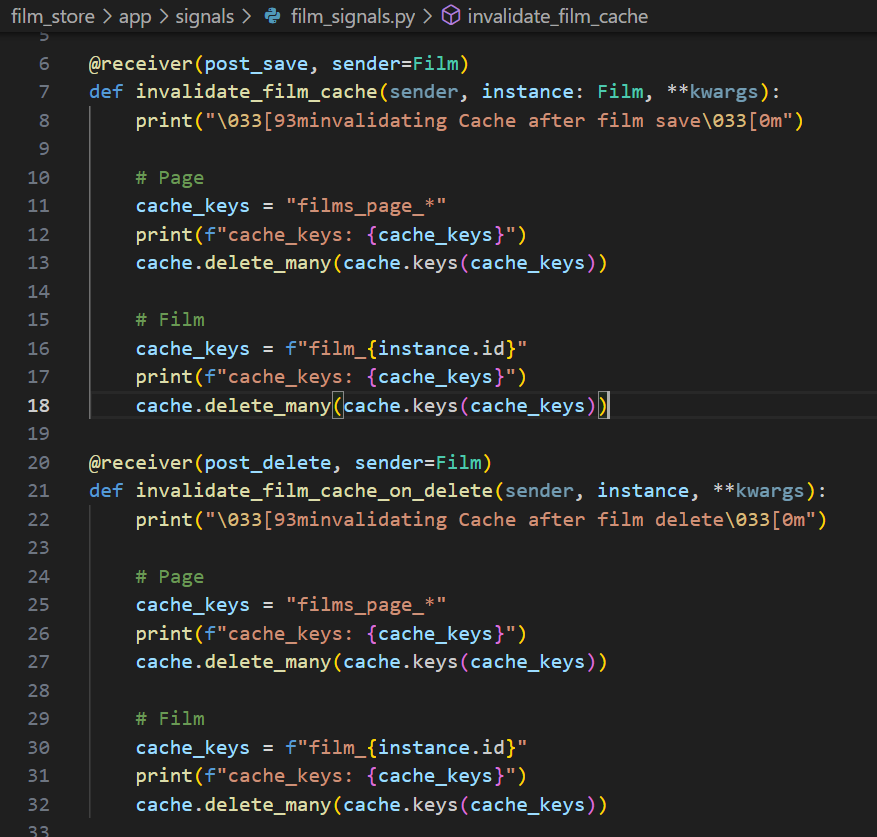 film_store > app > signals > film_signals.py > invalidate_film_cache
5
6 @receiver(post_save, sender=Film)
7 def invalidate_film_cache(sender, instance: Film, **kwargs):
8     print("\033[93minvalidating Cache after film save\033[0m")
9
10     # Page
11     cache_keys = "films_page_*"
12     print(f"cache_keys: {cache_keys}")
13     cache.delete_many(cache.keys(cache_keys))
14
15     # Film
16     cache_keys = f"film_{instance.id}"
17     print(f"cache_keys: {cache_keys}")
18     cache.delete_many(cache.keys(cache_keys))
19
20 @receiver(post_delete, sender=Film)
21 def invalidate_film_cache_on_delete(sender, instance, **kwargs):
22     print("\033[93minvalidating Cache after film delete\033[0m")
23
24     # Page
25     cache_keys = "films_page_*"
26     print(f"cache_keys: {cache_keys}")
27     cache.delete_many(cache.keys(cache_keys))
28
29     # Film
30     cache_keys = f"film_{instance.id}"
31     print(f"cache_keys: {cache_keys}")
32     cache.delete_many(cache.keys(cache_keys))
33